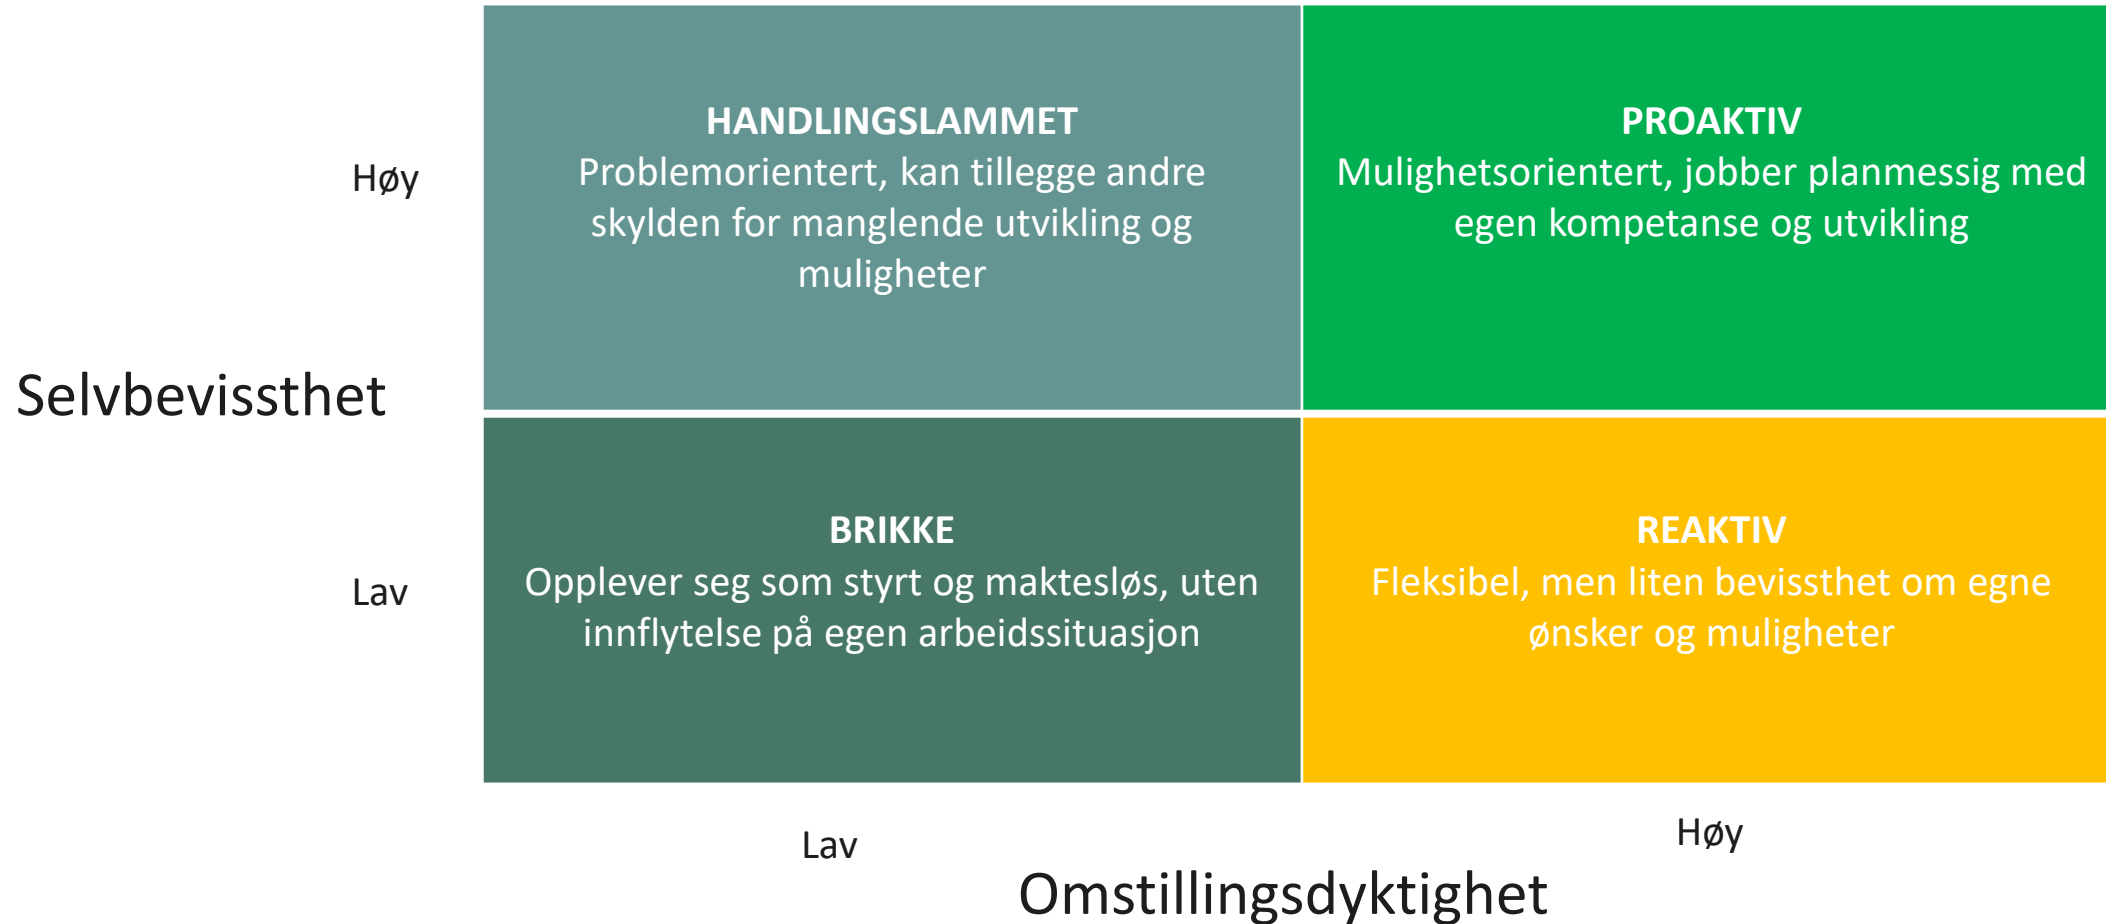 HANDLINGSLAMMET
Problemorientert, kan tillegge andre
skylden for manglende utvikling og
muligheter
PROAKTIV
Mulighetsorientert, jobber planmessig med
egen kompetanse og utvikling
Høy
Selvbevissthet
BRIKKE
Opplever seg som styrt og maktesløs, uten
innflytelse på egen arbeidssituasjon
REAKTIV
Fleksibel, men liten bevissthet om egne
ønsker og muligheter
Lav
Lav
Høy
Omstillingsdyktighet